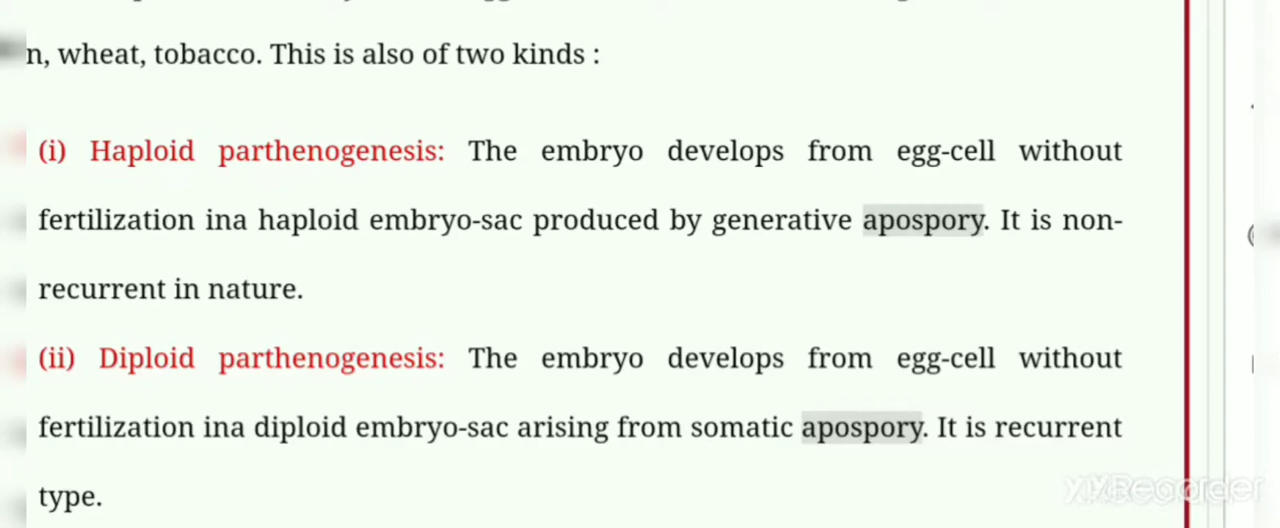 n, wheat, tobacco. This is also of two kinds :
(i) Haploid parthenogenesis: The embryo develops from egg-cell without
fertilization ina haploid embryo-sac produced by generative apospory. It is non-
recurrent in nature.
(ii) Diploid parthenogenesis: The embryo develops from egg-cell without
fertilization ina diploid embryo-sac arising from somatic apospory. It is recurrent
type.